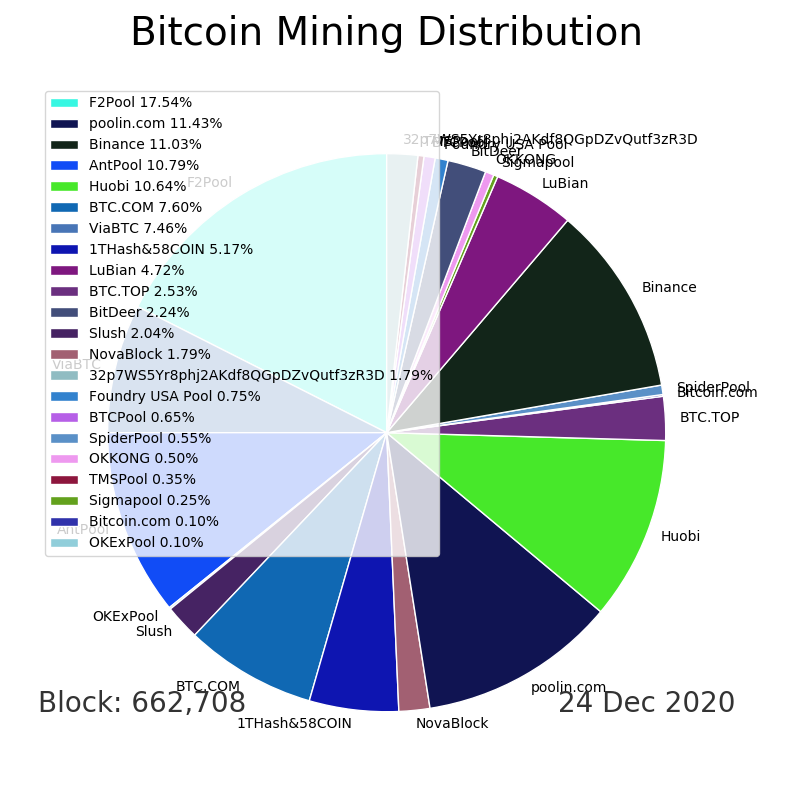 Bitcoin Mining Distribution
F2Pool 17.54%
poolin.com 11.43%
Binance 11.03%
AntPool 10.79%
Huobi 10.64%
BTC.COM 7.60%
ViaBTC 7.46%
1THash&58COIN 5.17%
LuBian 4.72%
BTC.TOP 2.53%
BitDeer 2.24%
Slush 2.04%
NovaBlock 1.79%
32p7WS5Yr8phj2AKdf8QGpDZvQutf3zR3D 1.79%
Foundry USA Pool 0.75%
BTCPool 0.65%
SpiderPool 0.55%
OKKONG 0.50%
TMSPool 0.35%
Sigmapool 0.25%
Bitcoin.com 0.10%
OKExPool 0.10%
32p7WS5Yr8phj2AKdf8QGpDZvQutf3zR3D
Foundry USA Pool
BitDeer
OKKONG
Sigmapool
LuBian
F2Pool
Binance
ViaBTC
SpiderPool
Bitcoin.com
BTC.TOP
AntPool
Huobi
OKExPool
Slush
BTC.COM
poolin.com
1THash&58COIN
NovaBlock
Block: 662,708
24 Dec 2020